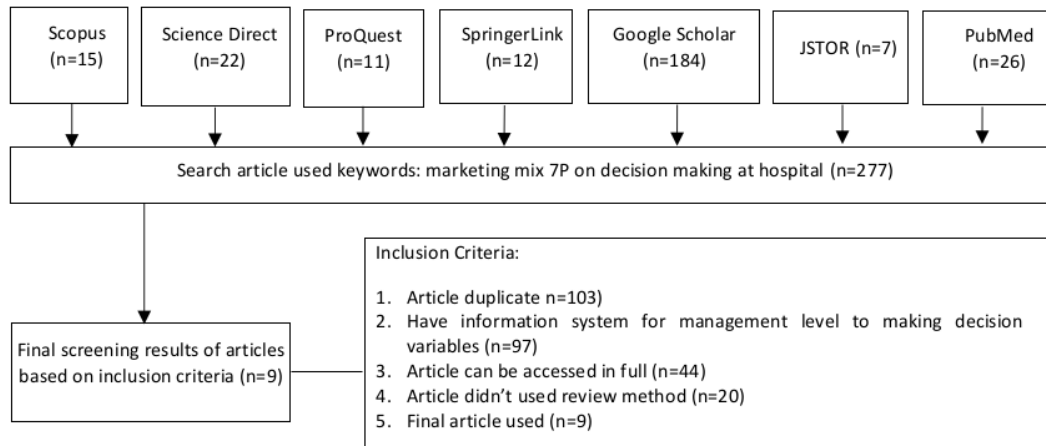 Scopus
(n=15)
Science Direct
(n=22)
ProQuest
(n=11)
SpringerLink
(n=12)
Google Scholar
(n=184)
JSTOR (n=7)
PubMed
(n=26)
Search article used keywords: marketing mix 7P on decision making at hospital (n=277)
Inclusion Criteria:
1. Article duplicate n=103)
2. Have information system for management level to making decision
variables (n=97)
3. Article can be accessed in full (n=44)
4. Article didn't used review method (n=20)
5. Final article used (n=9)
Final screening results of articles
based on inclusion criteria (n=9)